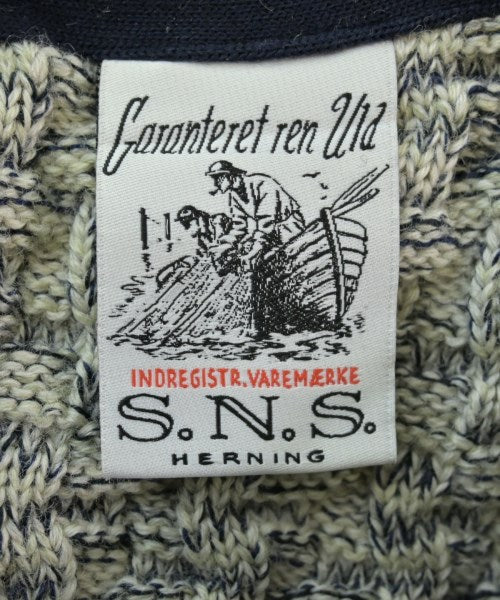 Garanteret ren Uld
INDREGISTR.VAREMÆRKE
S.N.S.
HERNING